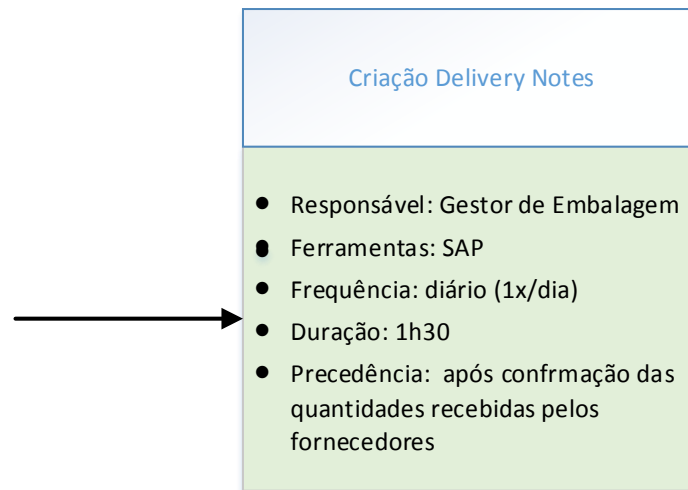 Criação Delivery Notes
● Responsável: Gestor de Embalagem
● Ferramentas: SAP
● Frequência: diário (1x/dia)
● Duração: 1h30
● Precedência:  após confrmação das
quantidades recebidas pelos
fornecedores